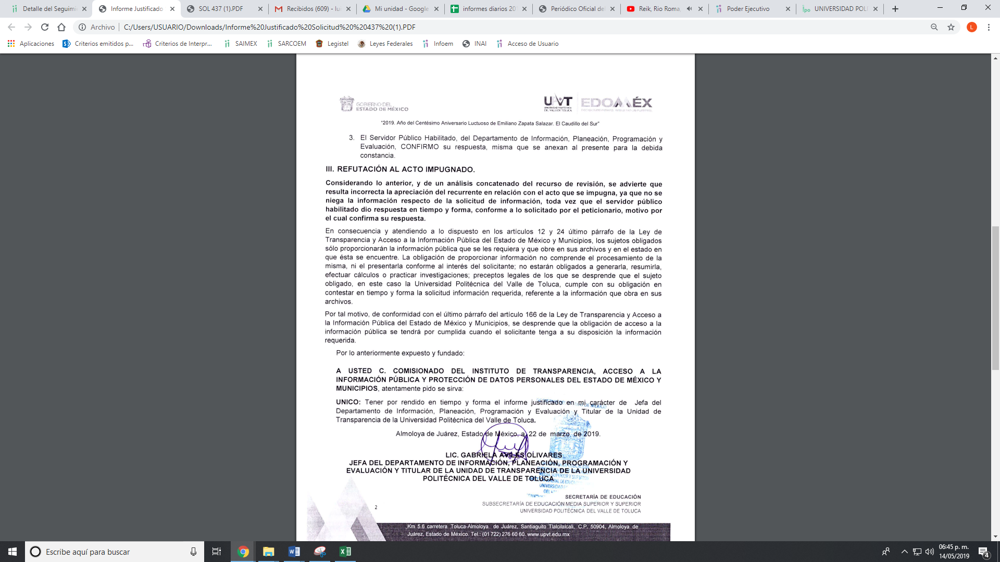 Detalle del Seguimi
Informe Justificado
SOL 437 (1).PDF
Recibidos (609) - lui
Mi unidad - Google
informes diarios 20
Periódico Oficial de
Reik, Rio Roma,
Poder Ejecutivo
UNIVERSIDAD POL
Archivo
C:/Users/USUARIO/Downloads/Informe%20Justificado%20Solicitud%20%20437%20(1).PDF
L
Aplicaciones
Criterios emitidos p...
Criterios de Interpr...
SAIMEX
SARCOEM
Legistel
Leyes Federales
Infoem
INAI
Acceso de Usuario
GOBIERNO DEL
ESTADO DE MÉXICO
UPVT
UNIVERSIDAD POLITÉCNICA
DEL VALLE DE TOLUCA
EDOMÉX
"2019. Año del Centésimo Aniversario Luctuoso de Emiliano Zapata Salazar. El Caudillo del Sur"
3. El Servidor Público Habilitado, del Departamento de Información, Planeación, Programación y
Evaluación, CONFIRMO su respuesta, misma que se anexan al presente para la debida
constancia.
III. REFUTACIÓN AL ACTO IMPUGNADO.
Considerando lo anterior, y de un análisis concatenado del recurso de revisión, se advierte que
resulta incorrecta la apreciación del recurrente en relación con el acto que se impugna, ya que no se
niega la información respecto de la solicitud de información, toda vez que el servidor público
habilitado dio respuesta en tiempo y forma, conforme a lo solicitado por el peticionario, motivo por
el cual confirma su respuesta.
En consecuencia y atendiendo a lo dispuesto en los artículos 12 y 24 último párrafo de la Ley de
Transparencia y Acceso a la Información Pública del Estado de México y Municipios, los sujetos obligados
sólo proporcionarán la información pública que se les requiera y que obre en sus archivos y en el estado en
que ésta se encuentre. La obligación de proporcionar información no comprende el procesamiento de la
misma, ni el presentarla conforme al interés del solicitante; no estarán obligados a generarla, resumirla,
efectuar cálculos o practicar investigaciones; preceptos legales de los que se desprende que el sujeto
obligado, en este caso la Universidad Politécnica del Valle de Toluca, cumple con su obligación en
contestar en tiempo y forma la solicitud información requerida, referente a la información que obra en sus
archivos.
Por tal motivo, de conformidad con el último párrafo del artículo 166 de la Ley de Transparencia y Acceso a
la Información Pública del Estado de México y Municipios, se desprende que la obligación de acceso a la
información pública se tendrá por cumplida cuando el solicitante tenga a su disposición la información
requerida.
Por lo anteriormente expuesto y fundado:
A USTED C. COMISIONADO DEL INSTITUTO DE TRANSPARENCIA, ACCESO A LA
INFORMACIÓN PÚBLICA Y PROTECCIÓN DE DATOS PERSONALES DEL ESTADO DE MÉXICO Y
MUNICIPIOS, atentamente pido se sirva:
UNICO: Tener por rendido en tiempo y forma el informe justificado en mi carácter de Jefa del
Departamento de Información, Planeación, Programación y Evaluación y Titular de la Unidad de
Transparencia de la Universidad Politécnica del Valle de Toluca.
Almoloya de Juárez, Estado de México, a 22 de marzo de 2019.
LIC. GABRIELA AVILÉS OLIVARES
JEFA DEL DEPARTAMENTO DE INFORMACIÓN, PLANEACIÓN, PROGRAMACIÓN Y
EVALUACIÓN Y TITULAR DE LA UNIDAD DE TRANSPARENCIA DE LA UNIVERSIDAD
POLITÉCNICA DEL VALLE DE TOLUCA
SECRETARÍA DE EDUCACIÓN
SUBSECRETARÍA DE EDUCACIÓN MEDIA SUPERIOR Y SUPERIOR
UNIVERSIDAD POLITÉCNICA DEL VALLE DE TOLUCA
2
Km 5.6 carretera Toluca-Almoloya de Juárez, Santiaguito Tlalcilalcali, C.P. 50904, Almoloya de
Juárez, Estado de México. Tel.: (01 722) 276 60 60. www.upvt.edu.mx
Escribe aquí para buscar
06:45 p. m.
14/05/2019
4